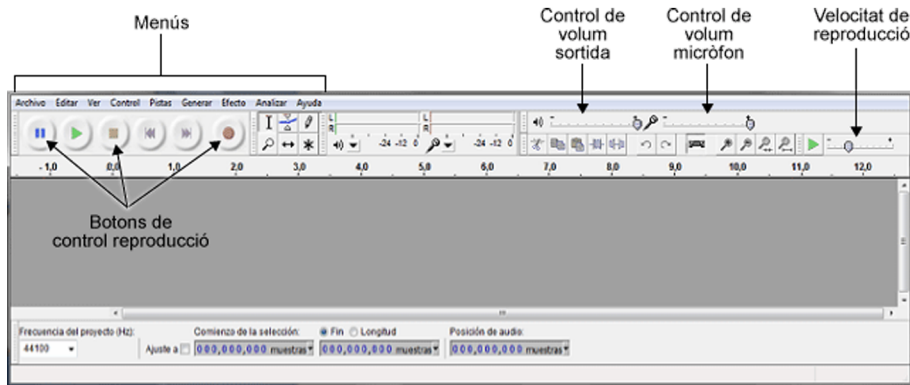 Menús
Control de
volum
sortida
Control de
volum
micròfon
Velocitat de
reproducció
Archivo Editar Ver Control Pistas Generar Efecto Analizar Ayuda
L
R
L
R
-24 -12 0
-24 -12 0
- 1,0 0,0 1,0 2,0 3,0 4,0 5,0 6,0 7,0 8,0 9,0 10,0 11,0 12,0
Botons de
control reproducció
Frecuencia del proyecto (Hz):
Comienzo de la selección:
Fin
Longitud
Posición de audio:
44100
Ajuste a
000,000,000 muestras
000,000,000 muestras
000,000,000 muestras